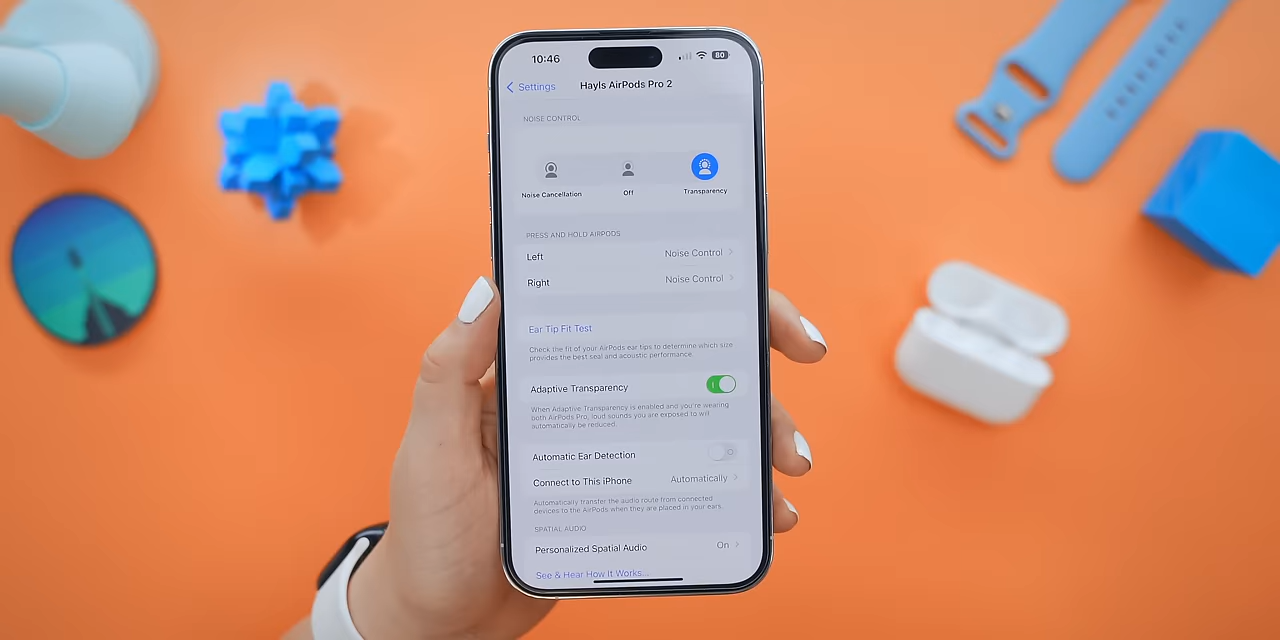 10:46
80
Settings
Hayls AirPods Pro 2
NOISE CONTROL
Noise Cancellation
Off
Transparency
PRESS AND HOLD AIRPODS
Left
Noise Control
Right
Noise Control
Ear Tip Fit Test
Check the fit of your AirPods ear tips to determine which size
provides the best seal and acoustic performance.
Adaptive Transparency
When Adaptive Transparency is enabled and you're wearing
both AirPods Pro, loud sounds you are exposed to will
automatically be reduced.
Automatic Ear Detection
Connect to This iPhone
Automatically
Automatically transfer the audio route from connected
devices to the AirPods when they are placed in your ears.
SPATIAL AUDIO
Personalized Spatial Audio
On
See & Hear How It Works...